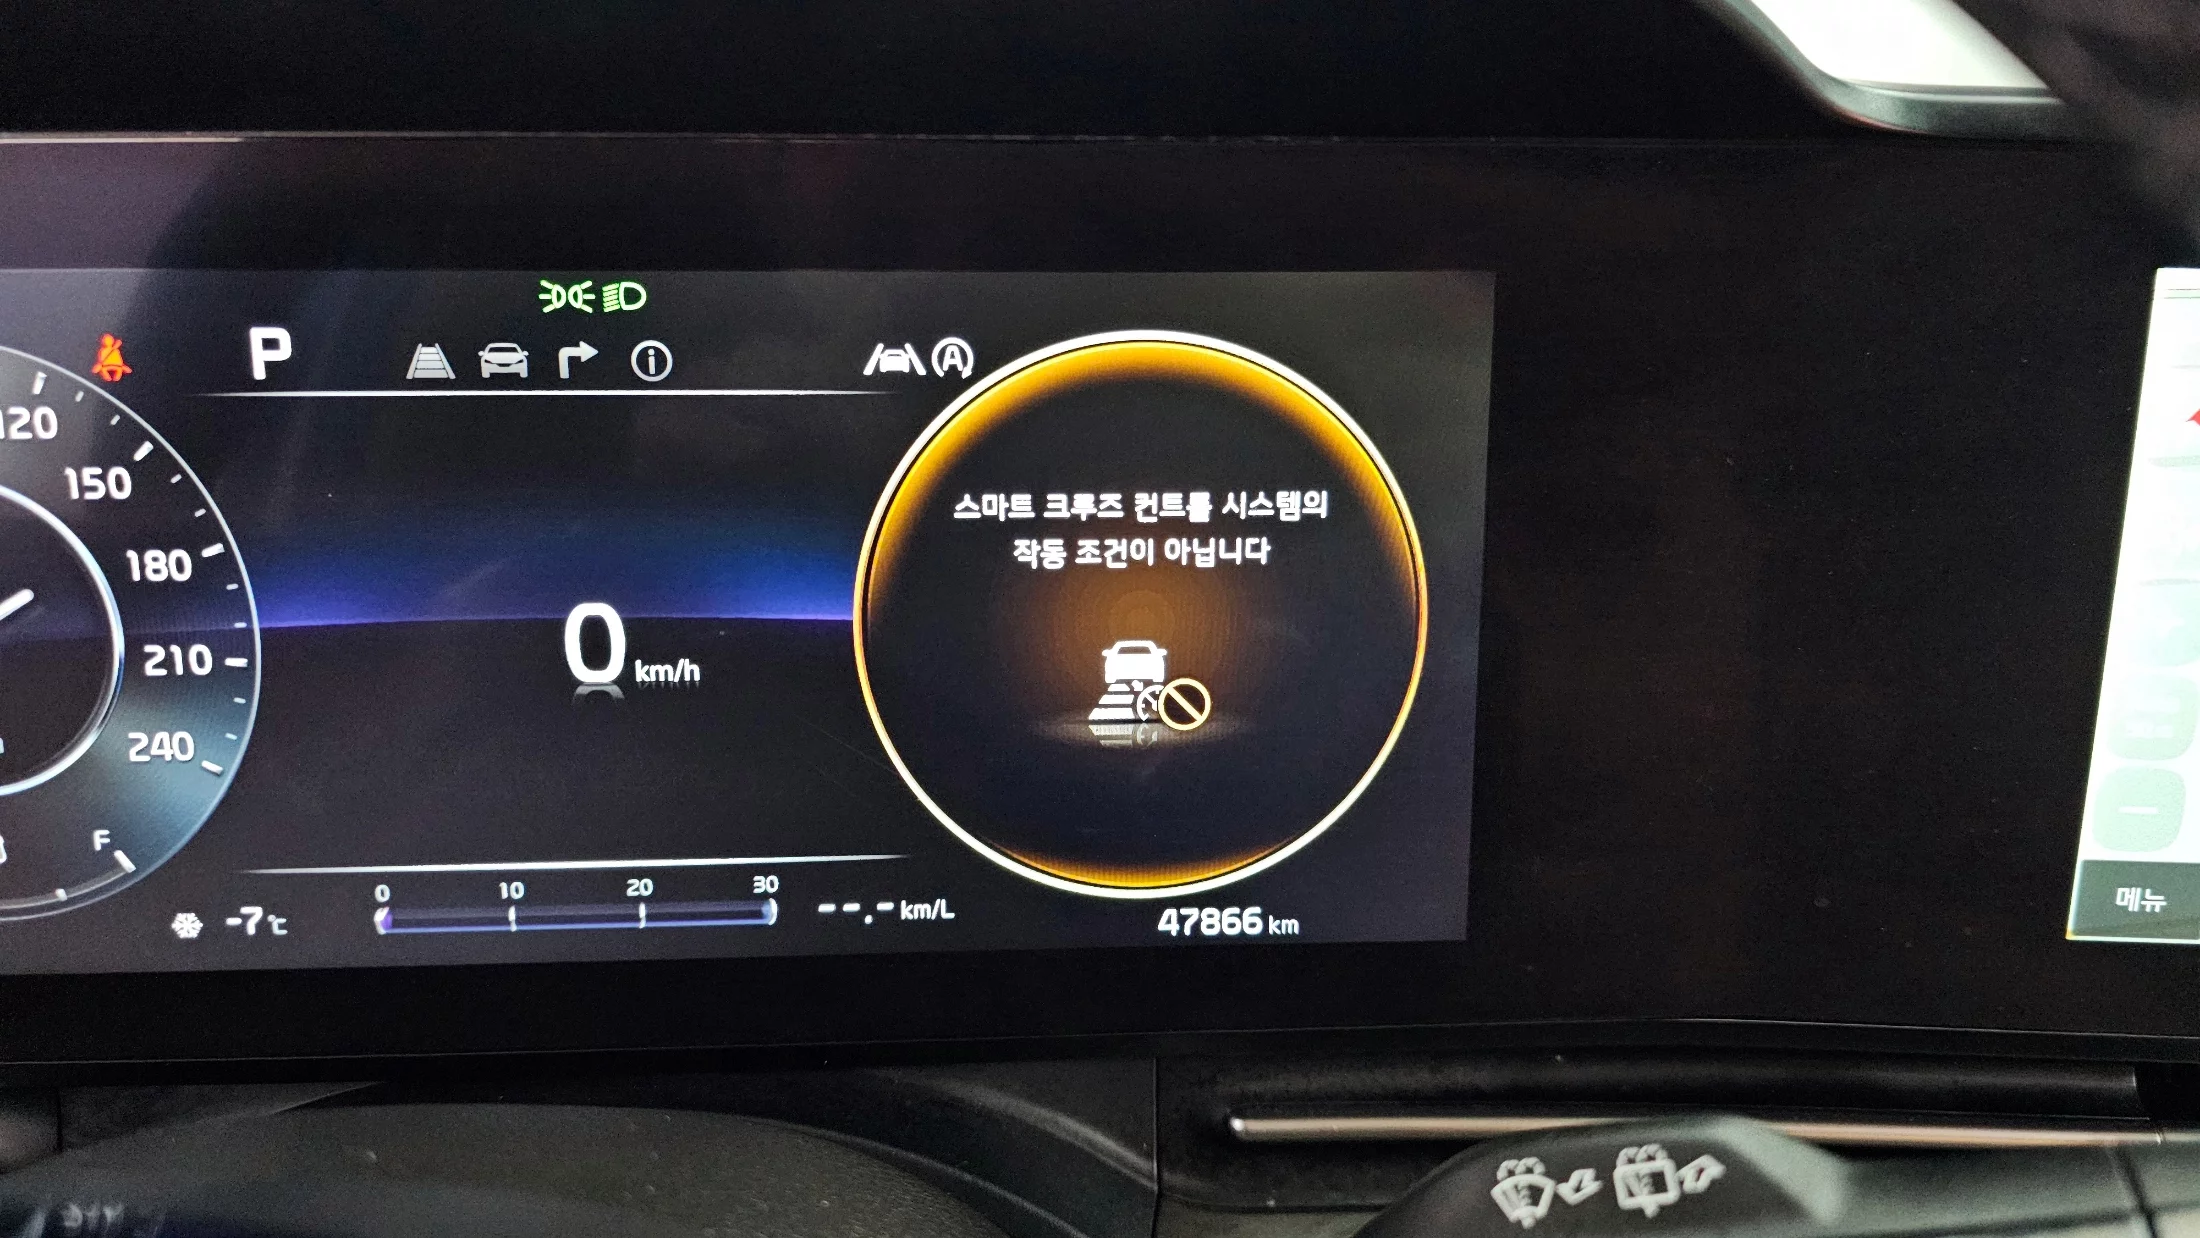 P
A
120
150
180
210
240
F
스마트 크루즈 컨트롤 시스템의
작동 조건이 아닙니다
0 km/h
0 10 20 30
-7℃
--.- km/L
47866 km
메뉴